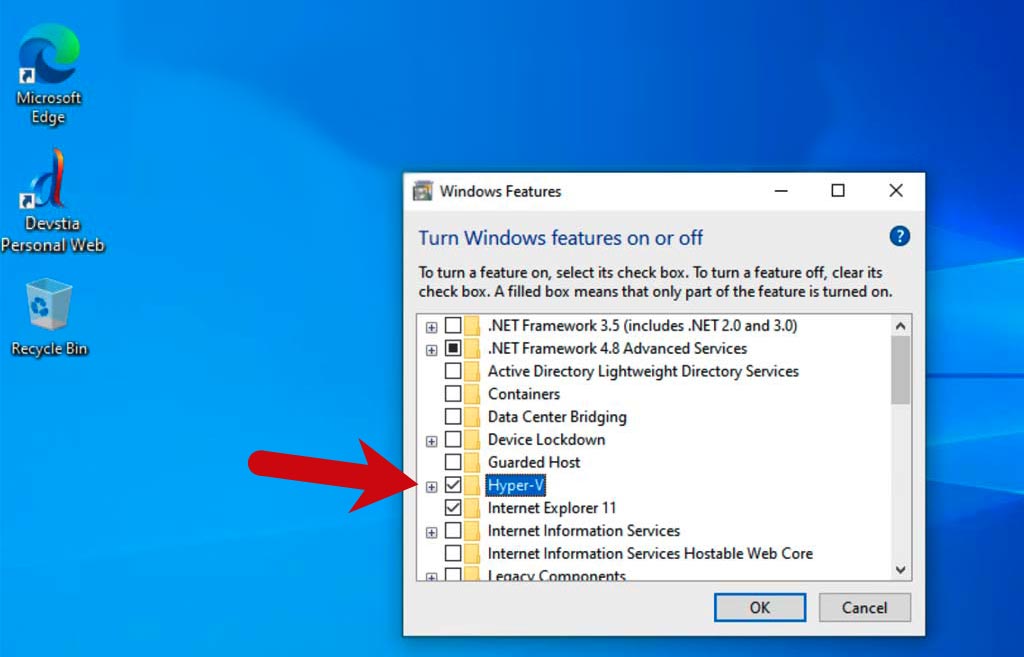 Microsoft
Edge
Devstia
Personal Web
Recycle Bin
Windows Features
Turn Windows features on or off
?
To turn a feature on, select its check box. To turn a feature off, clear its
check box. A filled box means that only part of the feature is turned on.
.NET Framework 3.5 (includes .NET 2.0 and 3.0)
.NET Framework 4.8 Advanced Services
Active Directory Lightweight Directory Services
Containers
Data Center Bridging
Device Lockdown
Guarded Host
Hyper-V
Internet Explorer 11
Internet Information Services
Internet Information Services Hostable Web Core
Legacy Components
OK
Cancel